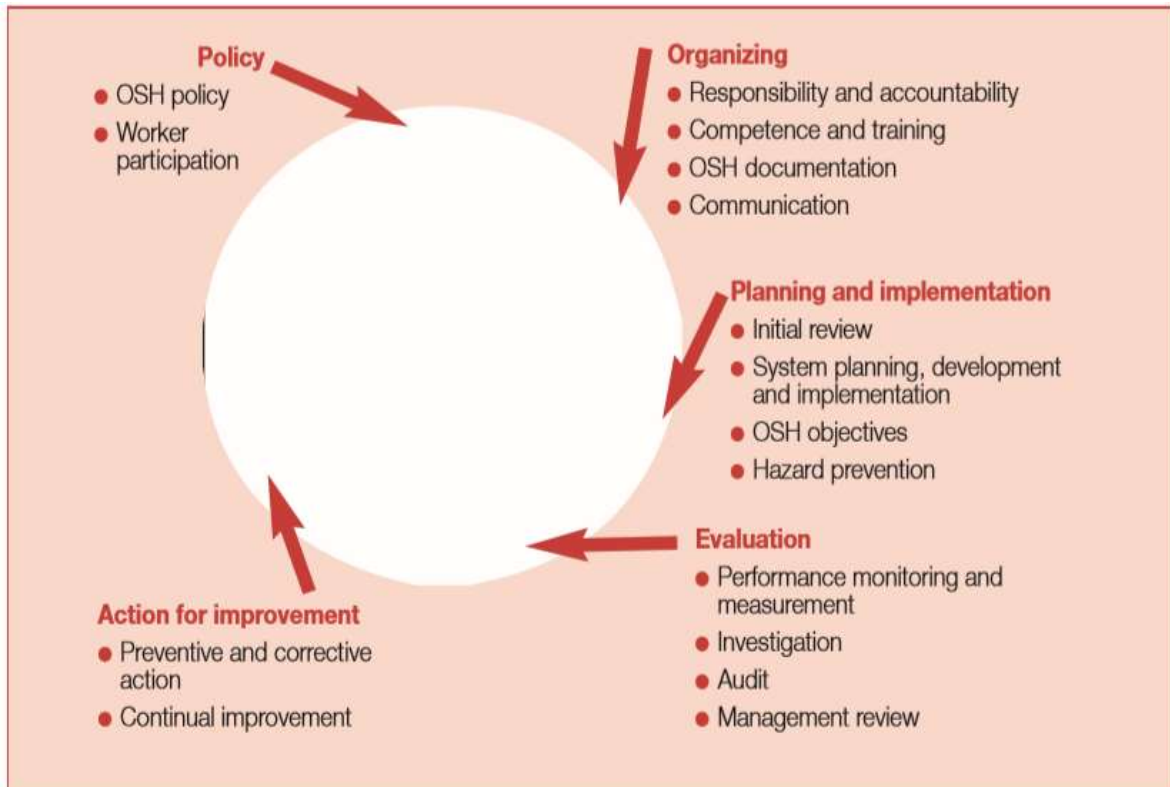 Policy
● OSH policy
● Worker
participation
Organizing
● Responsibility and accountability
● Competence and training
● OSH documentation
● Communication
Planning and implementation
● Initial review
● System planning, development
and implementation
● OSH objectives
● Hazard prevention
Evaluation
● Performance monitoring and
measurement
● Investigation
● Audit
● Management review
Action for improvement
● Preventive and corrective
action
● Continual improvement